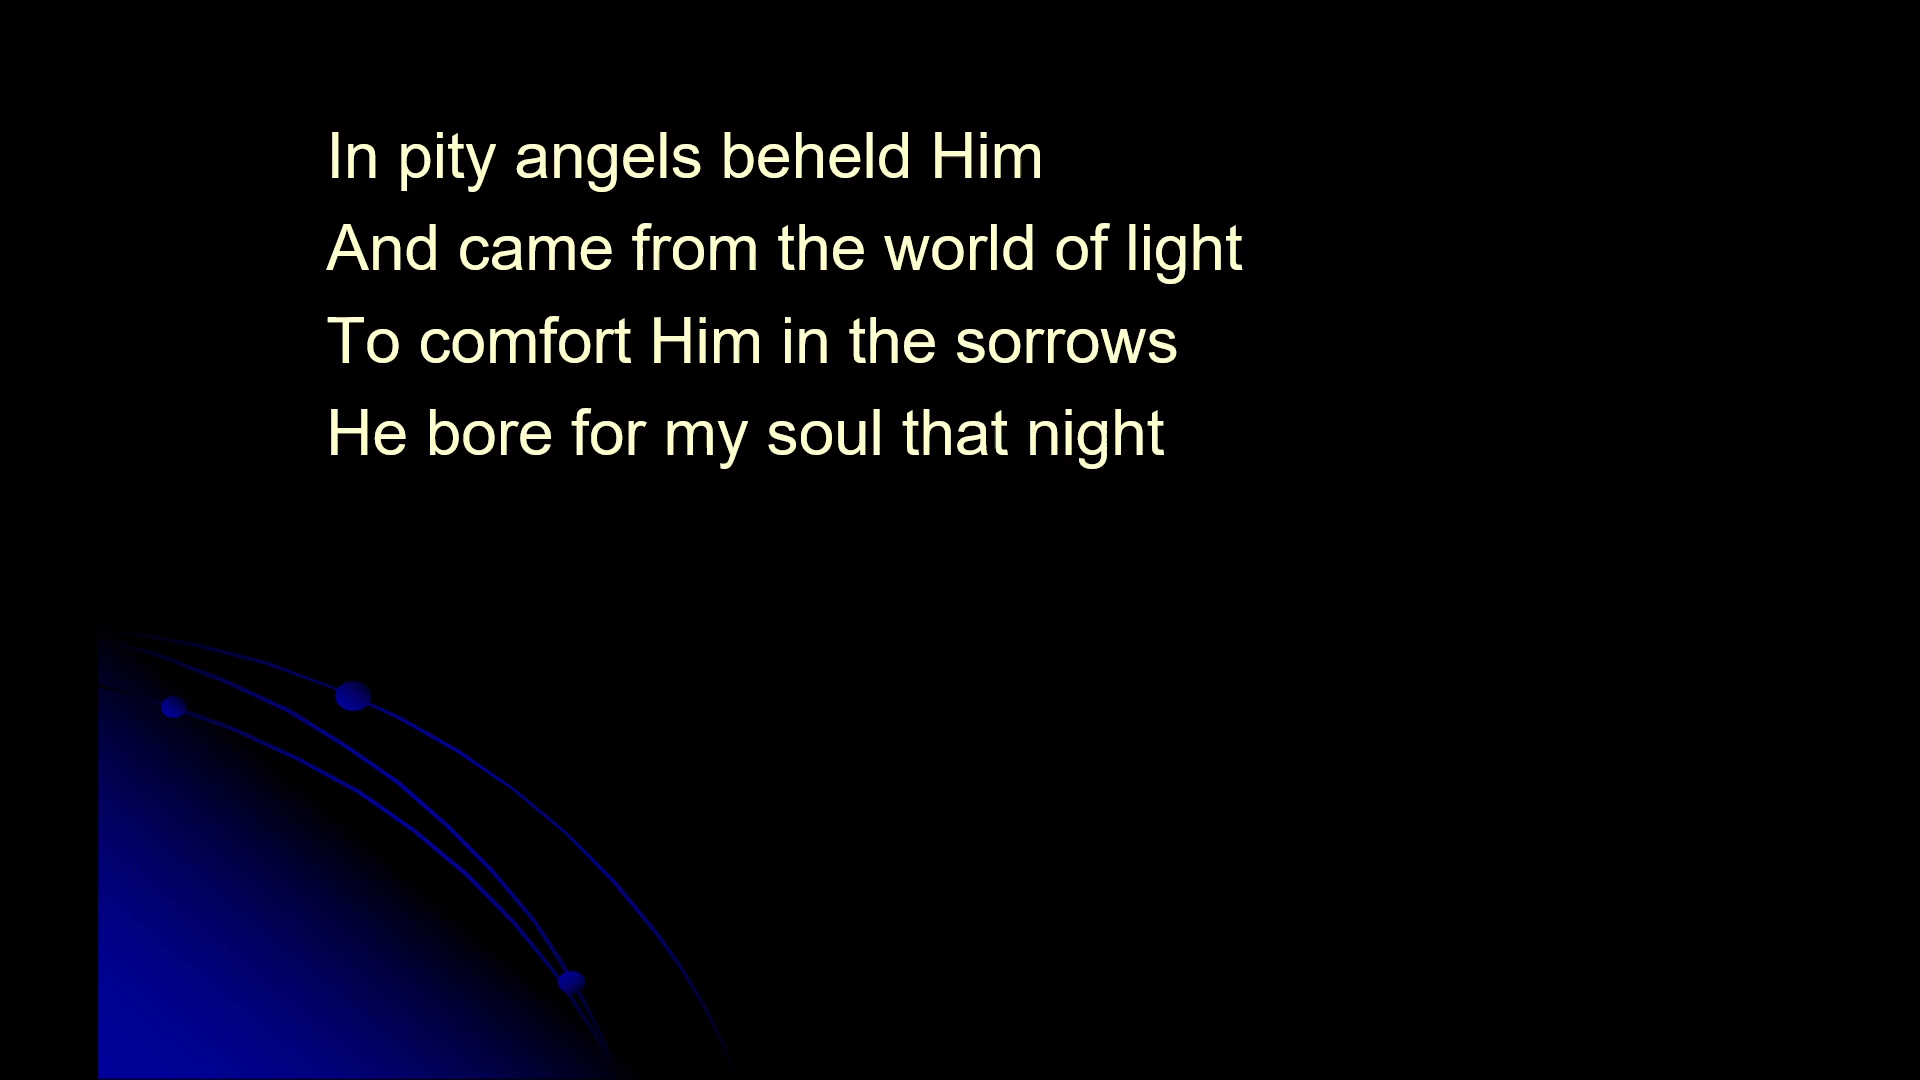 In pity angels beheld Him
And came from the world of light
To comfort Him in the sorrows
He bore for my soul that night